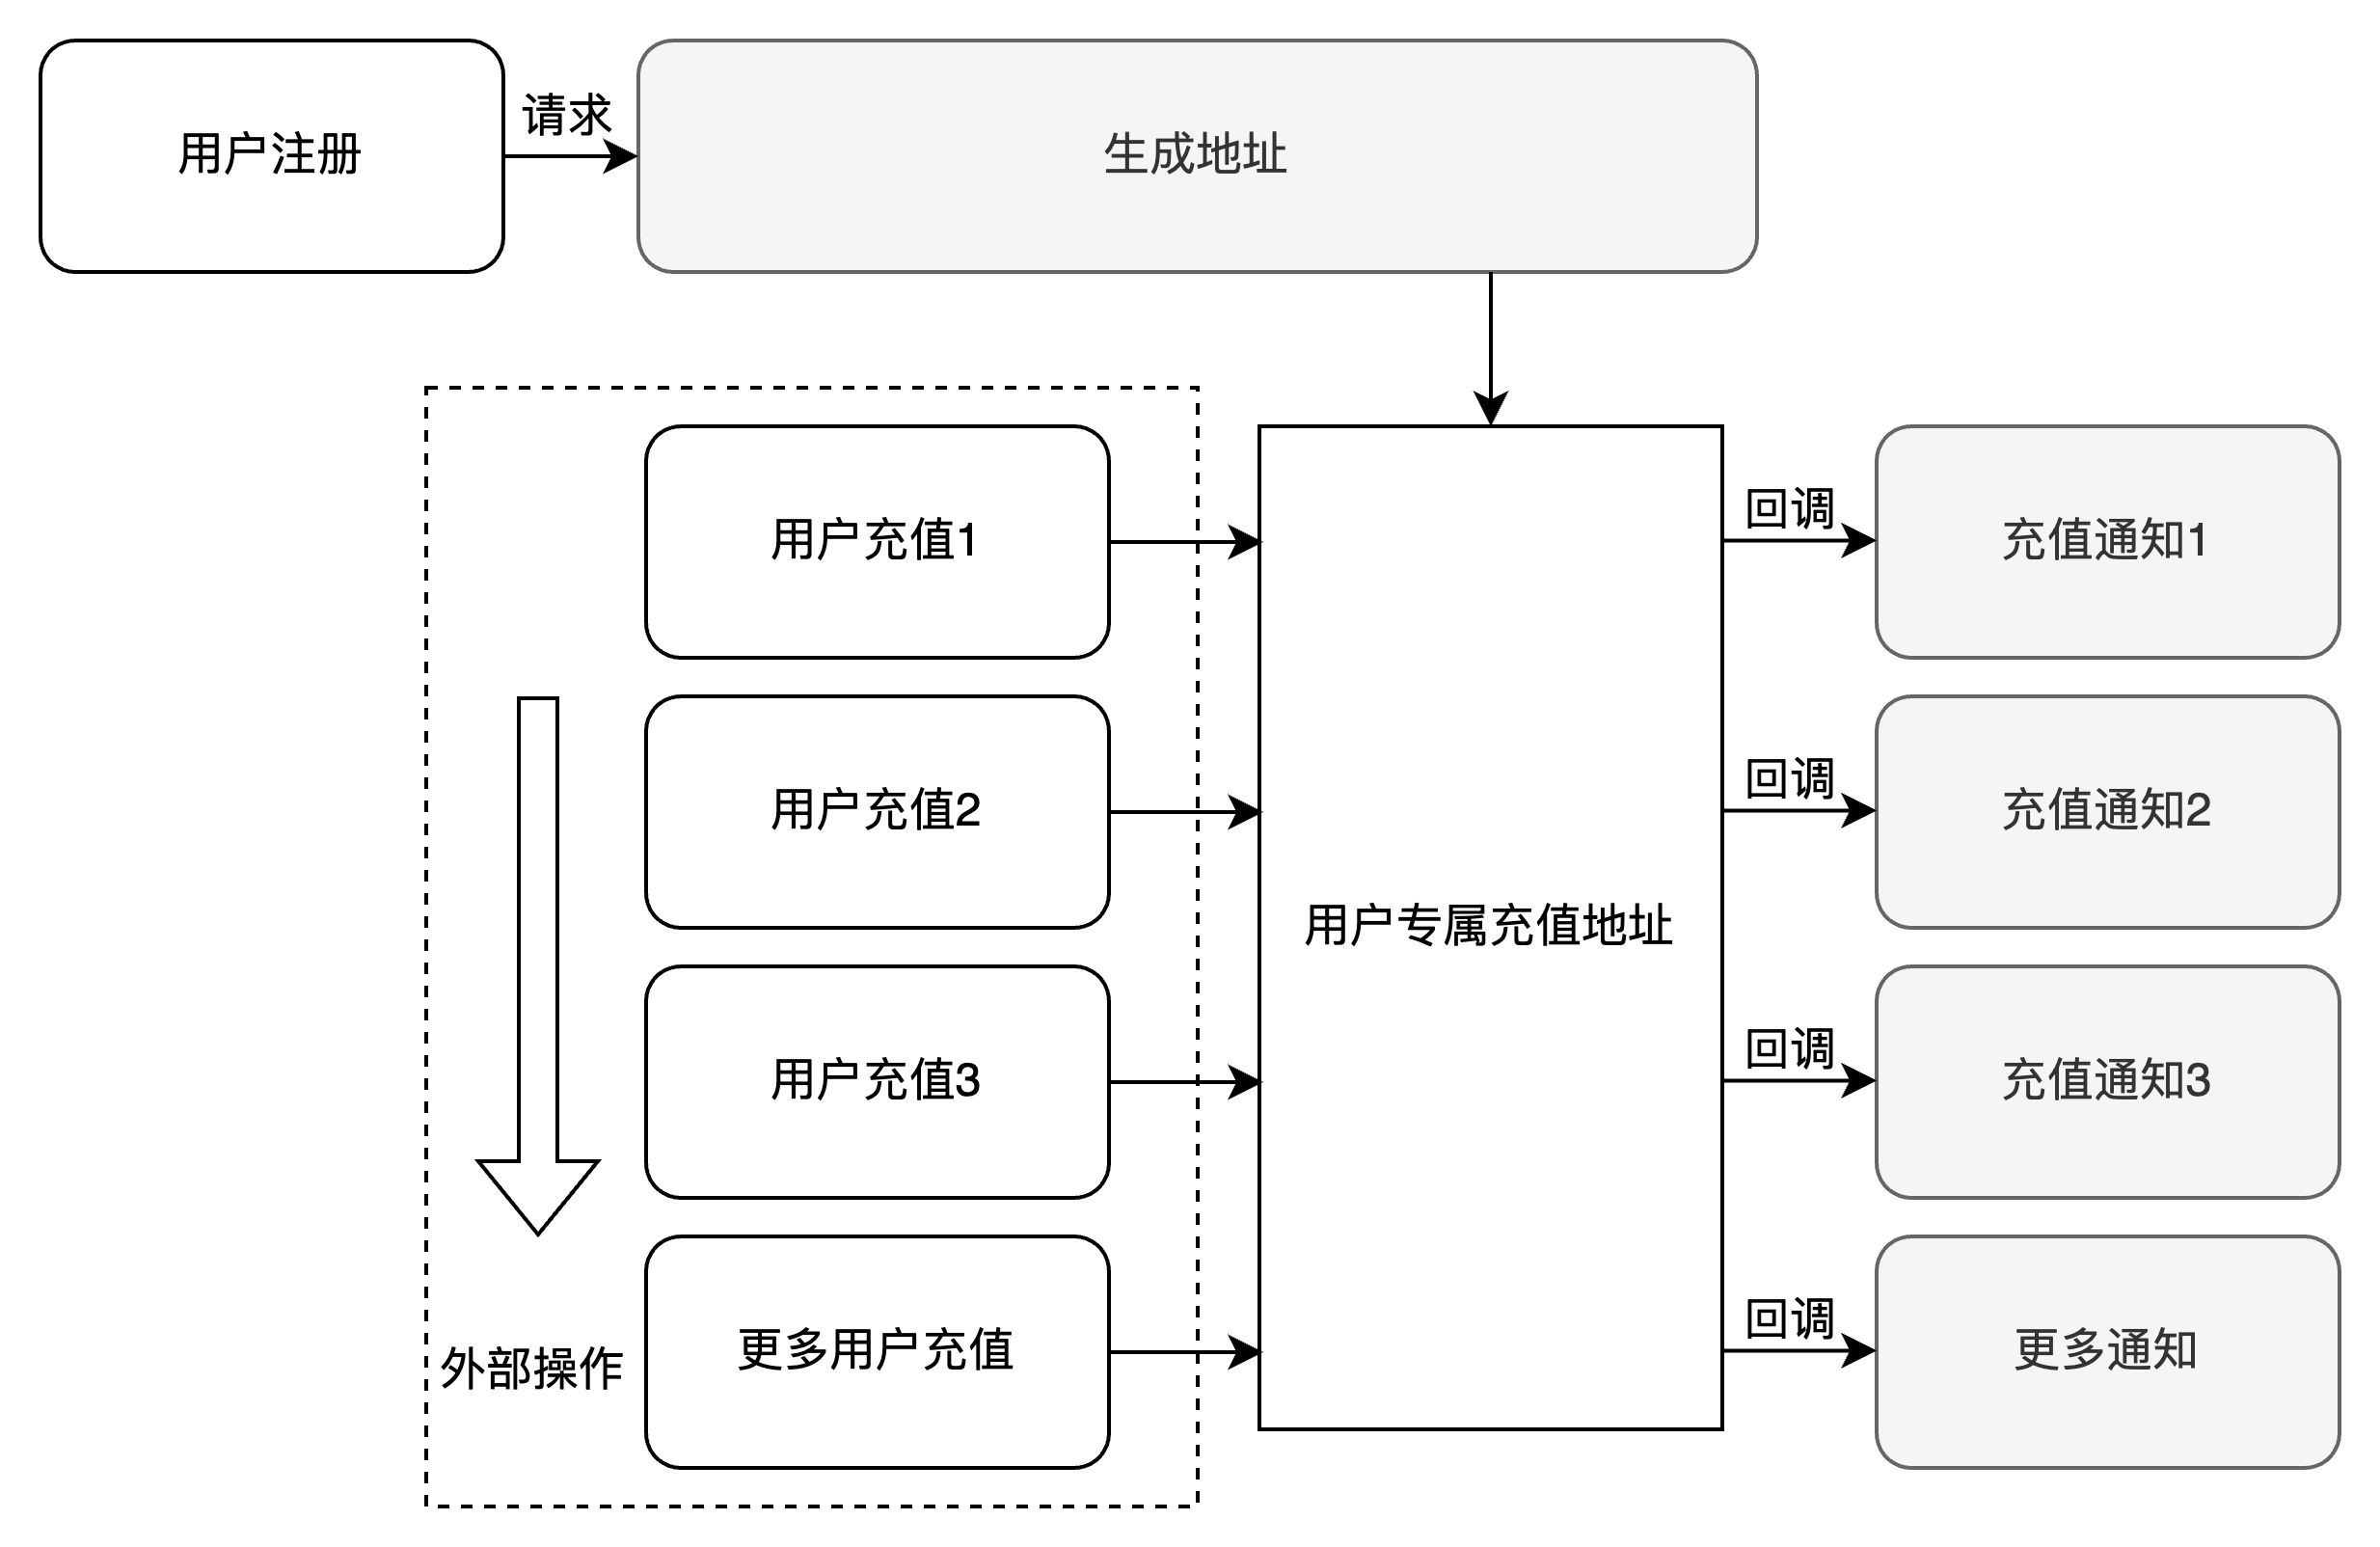 用户注册
请求
生成地址
用户充值1
回调
充值通知1
用户充值2
回调
充值通知2
用户专属充值地址
用户充值3
回调
充值通知3
外部操作
更多用户充值
回调
更多通知